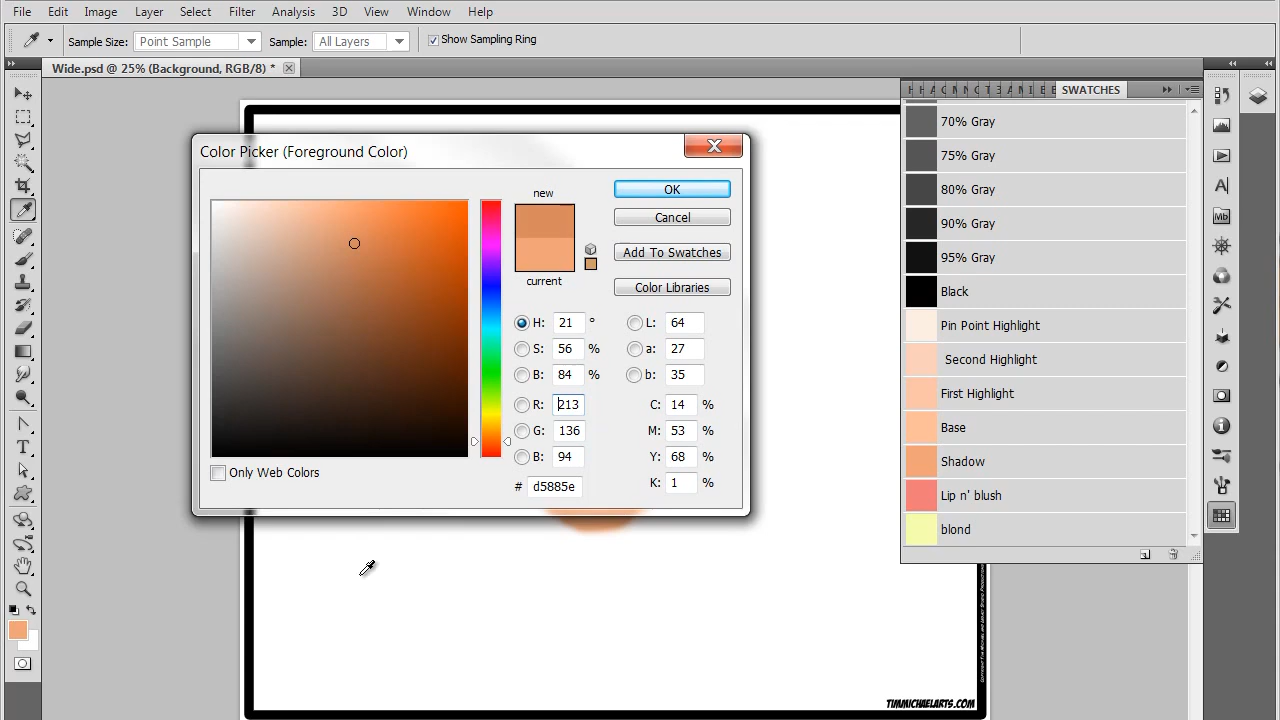 File Edit Image Layer Select Filter Analysis 3D View Window Help
Sample Size: Point Sample Sample: All Layers Show Sampling Ring
Wide.psd @ 25% (Background, RGB/8) *
SWATCHES
70% Gray
75% Gray
80% Gray
90% Gray
95% Gray
Black
Pin Point Highlight
Second Highlight
First Highlight
Base
Shadow
Lip n' blush
blond
Color Picker (Foreground Color)
new
current
OK
Cancel
Add To Swatches
Color Libraries
H: 21 °
S: 56 %
B: 84 %
R: 213
G: 136
B: 94
# d5885e
L: 64
a: 27
b: 35
C: 14 %
M: 53 %
Y: 68 %
K: 1 %
Only Web Colors
Mb
TIMMICHAELARTS.COM